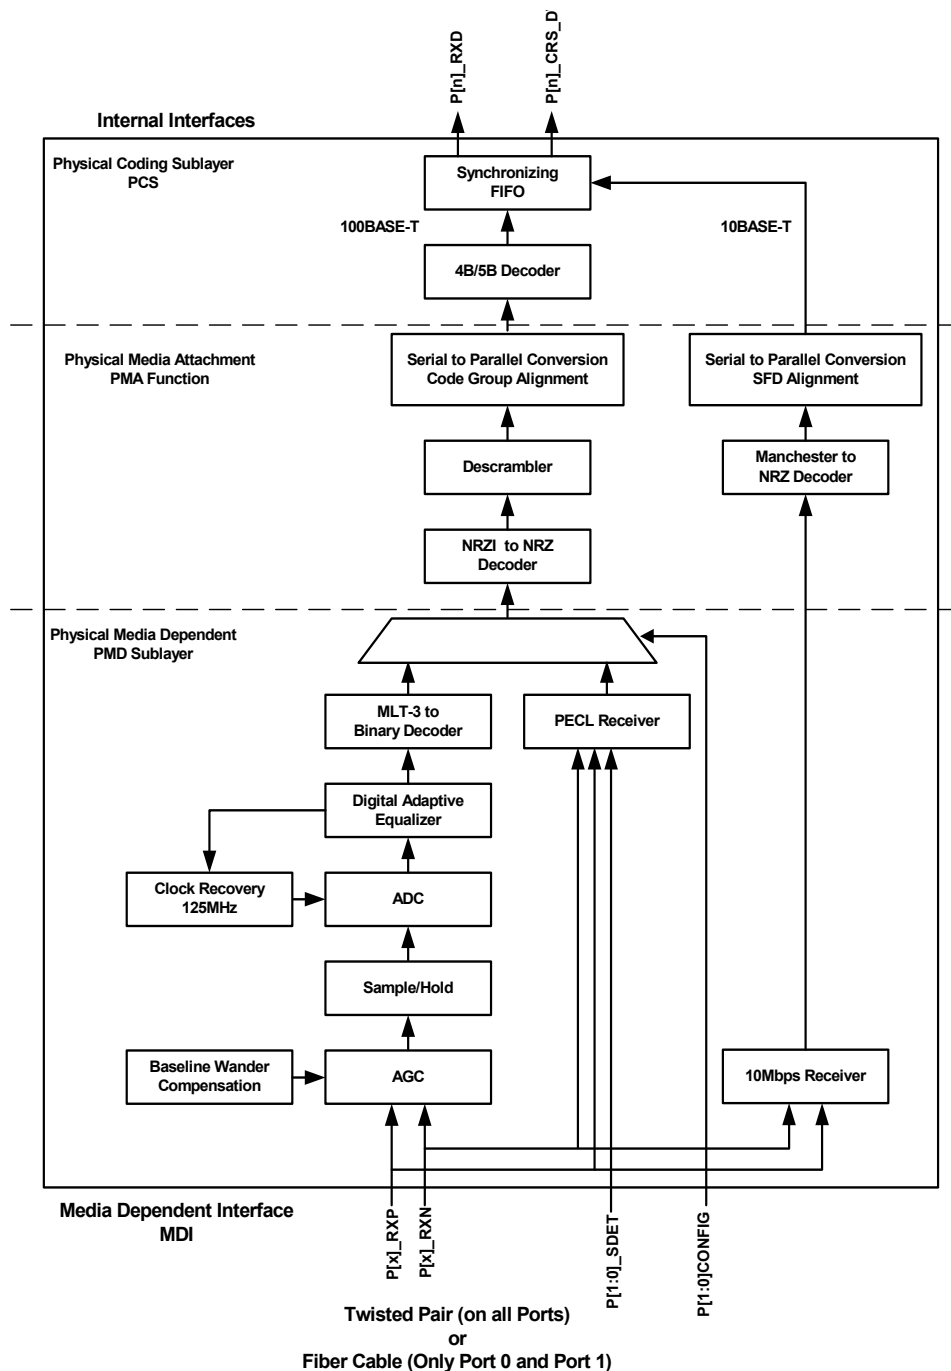 P[n]_RXD
P[n]_CRS_D
Internal Interfaces
Physical Coding Sublayer
PCS
Synchronizing
FIFO
100BASE-T
10BASE-T
4B/5B Decoder
Physical Media Attachment
PMA Function
Serial to Parallel Conversion
Code Group Alignment
Serial to Parallel Conversion
SFD Alignment
Descrambler
Manchester to
NRZ Decoder
NRZI to NRZ
Decoder
Physical Media Dependent
PMD Sublayer
MLT-3 to
Binary Decoder
PECL Receiver
Digital Adaptive
Equalizer
Clock Recovery
125MHz
ADC
Sample/Hold
Baseline Wander
Compensation
AGC
10Mbps Receiver
Media Dependent Interface
MDI
P[x]_RXP
P[x]_RXN
P[1:0]_SDET
P[1:0]CONFIG
Twisted Pair (on all Ports)
or
Fiber Cable (Only Port 0 and Port 1)